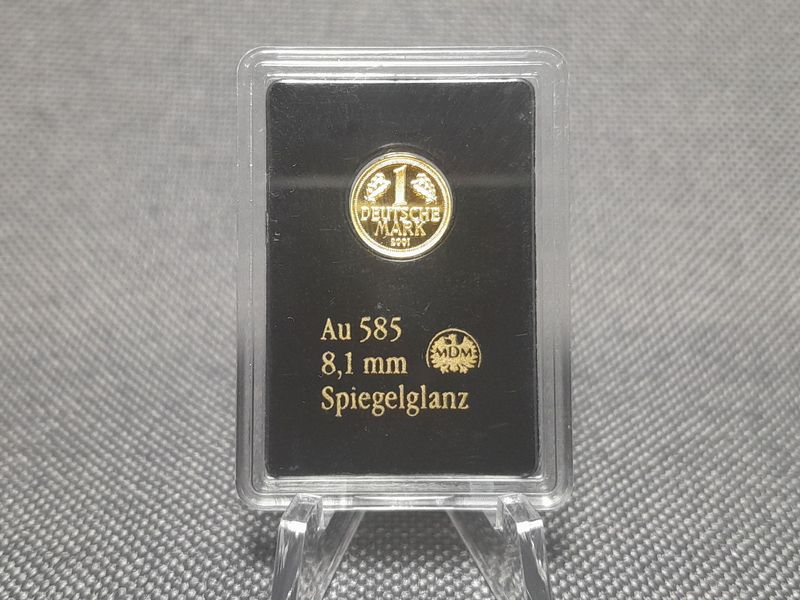 1
DEUTSCHE
MARK
2001
Au 585
8,1 mm
MDM
Spiegelglanz